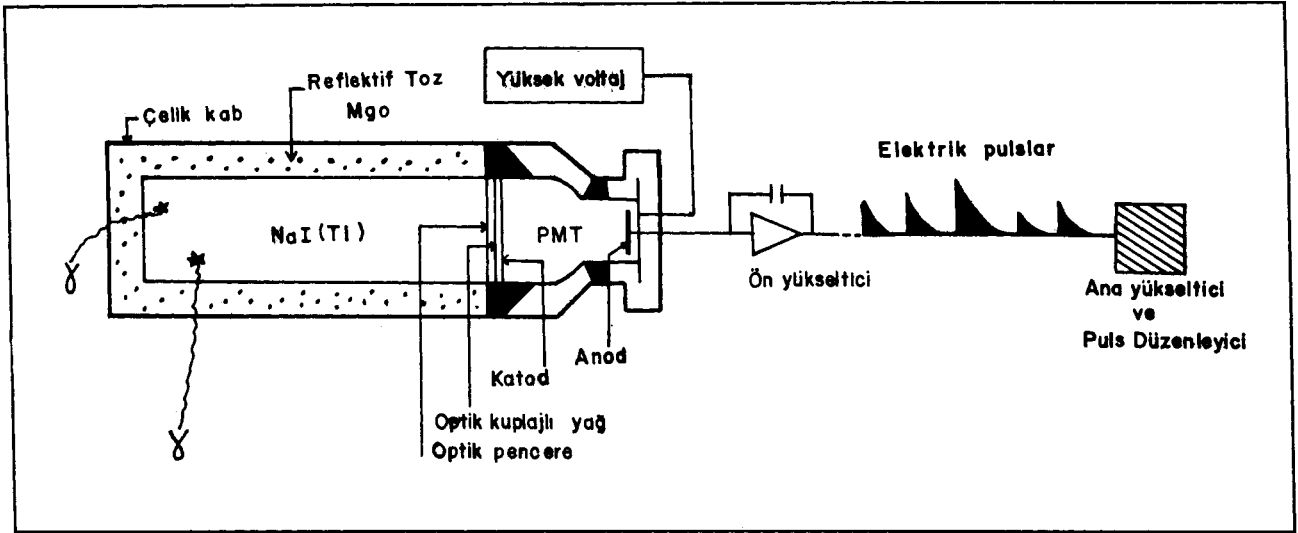 Çelik kab
Reflektif Toz
Mgo
Yüksek voltaj
Elektrik pulslar
NaI(Tl)
PMT
γ
γ
Ön yükseltici
Ana yükseltici
ve
Puls Düzenleyici
Anod
Katod
Optik kuplajlı yağ
Optik pencere